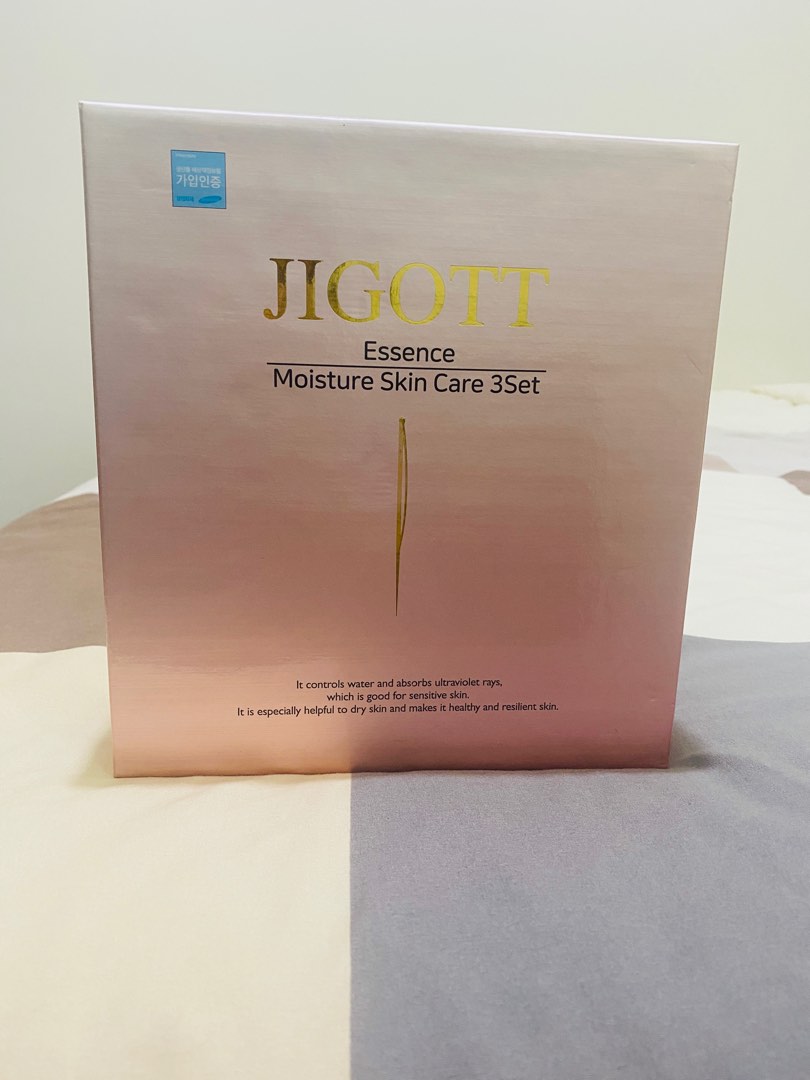 가입인증
JIGOTT
Essence
Moisture Skin Care 3Set
It controls water and absorbs ultraviolet rays,
which is good for sensitive skin.
It is especially helpful to dry skin and makes it healthy and resilient skin.